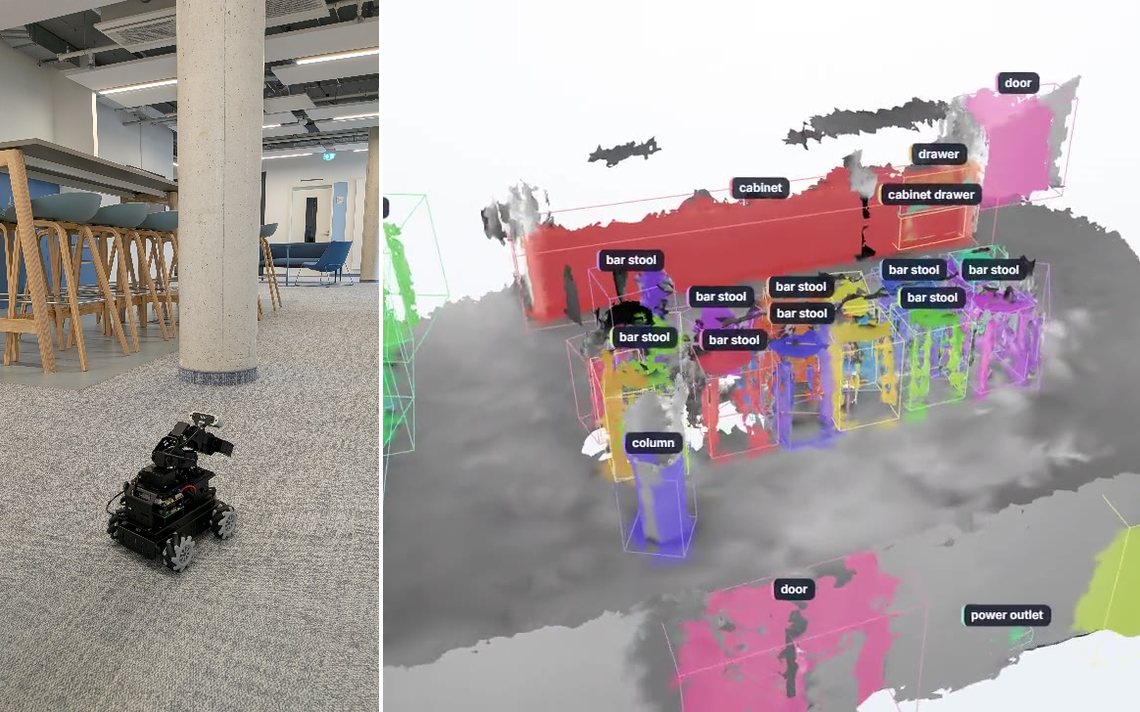 door
drawer
cabinet
cabinet drawer
bar stool
bar stool
bar stool
bar stool
bar stool
bar stool
bar stool
bar stool
bar stool
column
door
power outlet